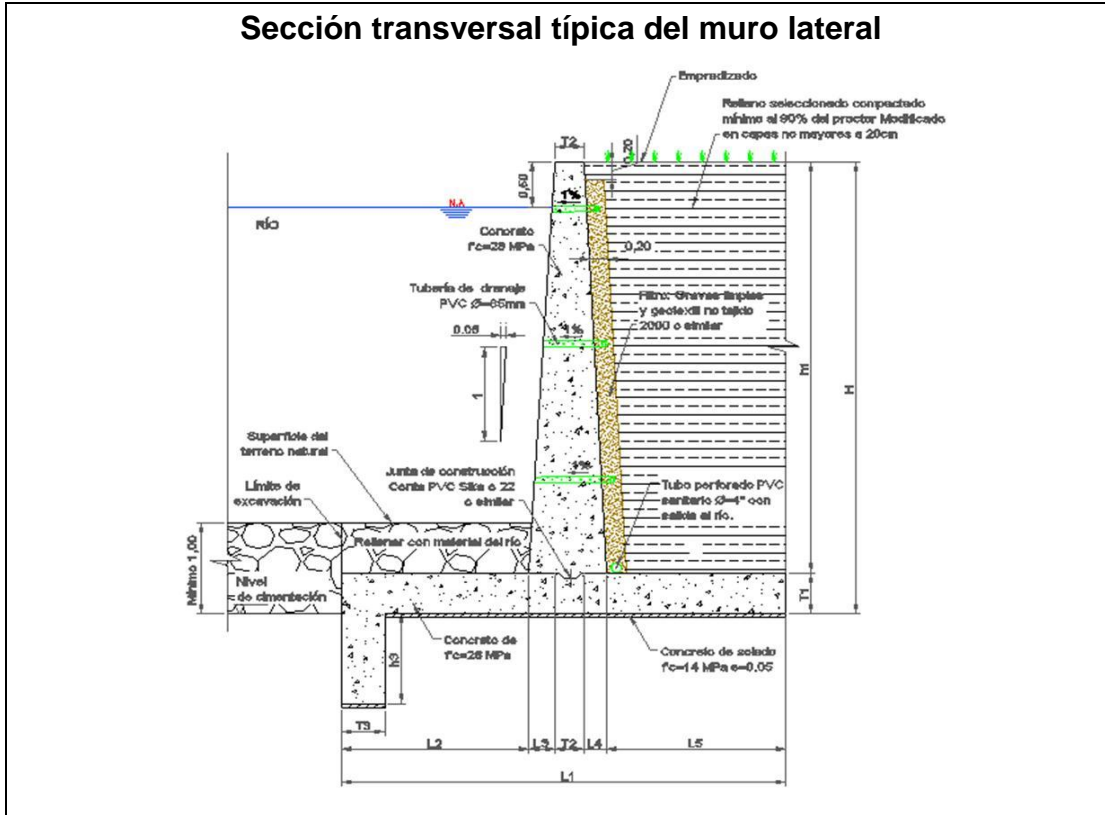 Sección transversal típica del muro lateral
Empradizado
Relleno seleccionado compactado
mínimo al 90% del proctor Modificado
en capas no mayores a 20cm
T2
0,20
0,60
N.A
RÍO
1%
Concreto
f'c=28 MPa
0,20
Tubería de drenaje
PVC Ø=65mm
Filtro: Gravas limpias
y geotextil no tejido
2000 o similar
0.05
1%
1
h1
H
Superficie del
terreno natural
Junta de construcción
Cinta PVC Sika o 22
o similar
1%
Límite de
excavación
Tubo perforado PVC
sanitario Ø=4" con
salida al río.
Mínimo 1,00
Rellenar con material del río
Nivel
de cimentación
T1
Concreto de
f'c=28 MPa
Concreto de solado
f'c=14 MPa e=0,05
h3
T3
L2
L3
T2
L4
L5
L1